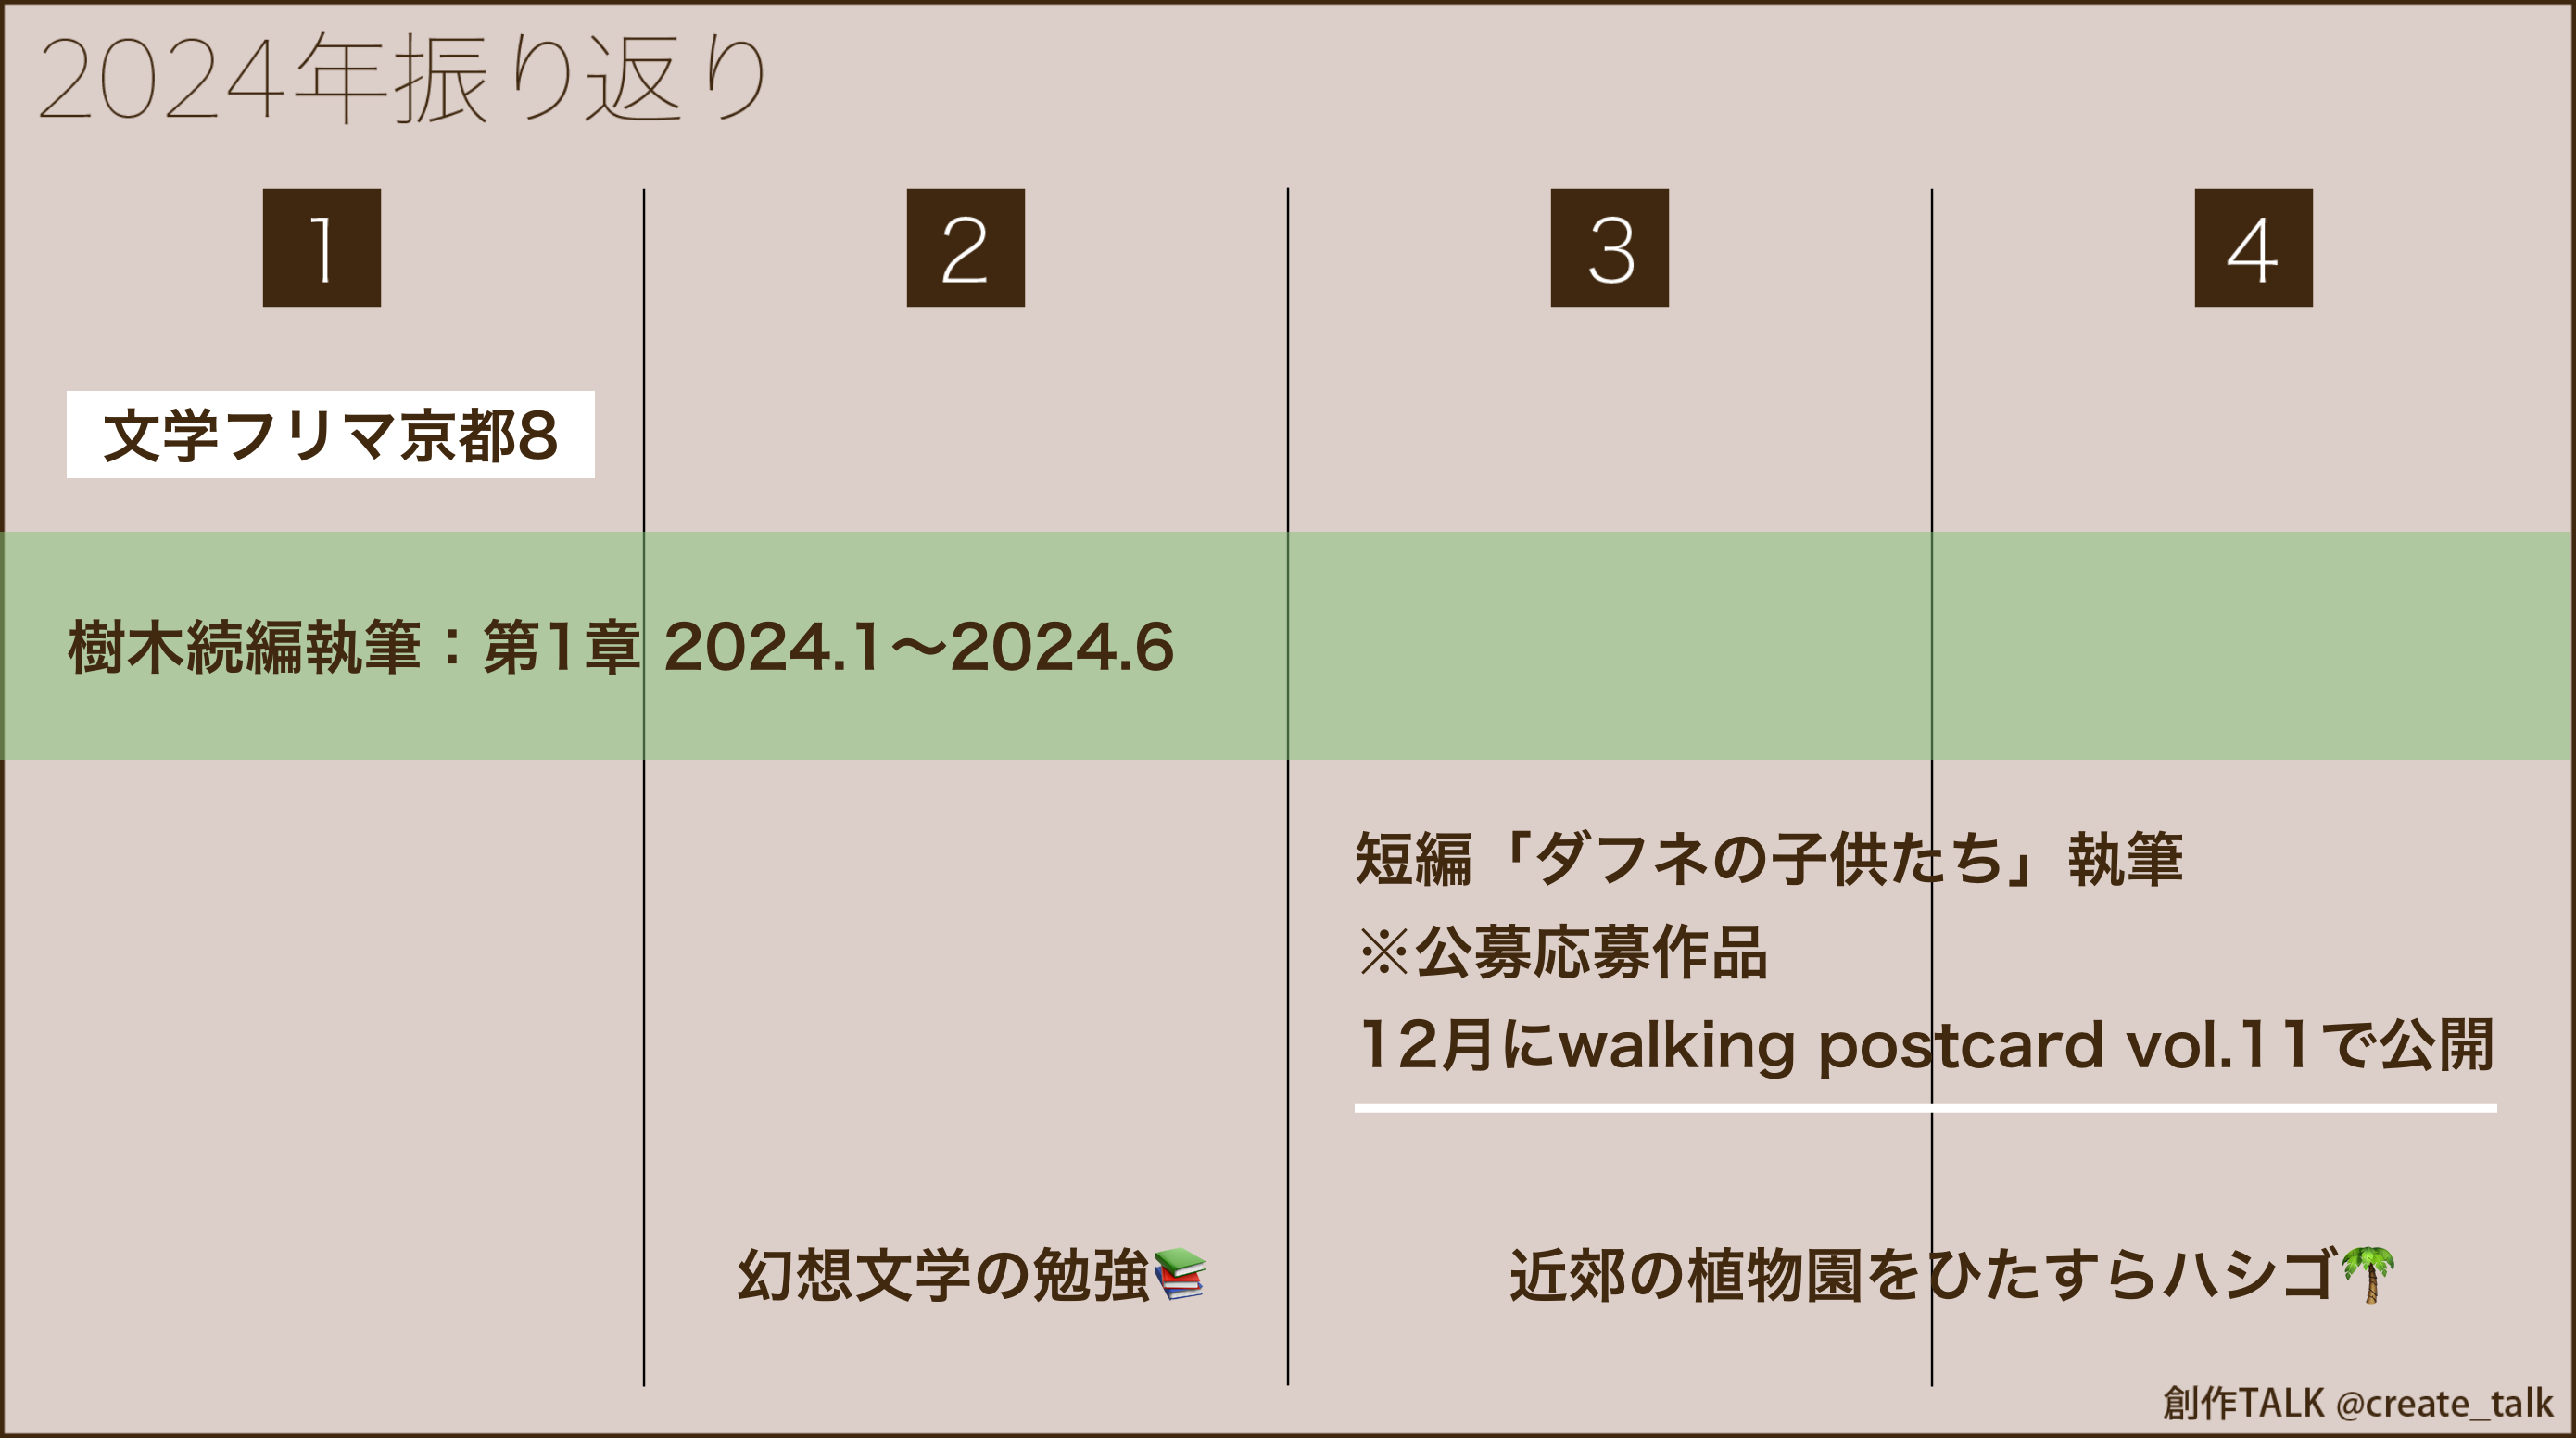 2024年振り返り
1
2
3
4
文学フリマ京都8
樹木続編執筆：第1章 2024.1〜2024.6
短編「ダフネの子供たち」執筆
※公募応募作品
12月にwalking postcard vol.11で公開
幻想文学の勉強📚
近郊の植物園をひたすらハシゴ🌴
創作TALK @create_talk